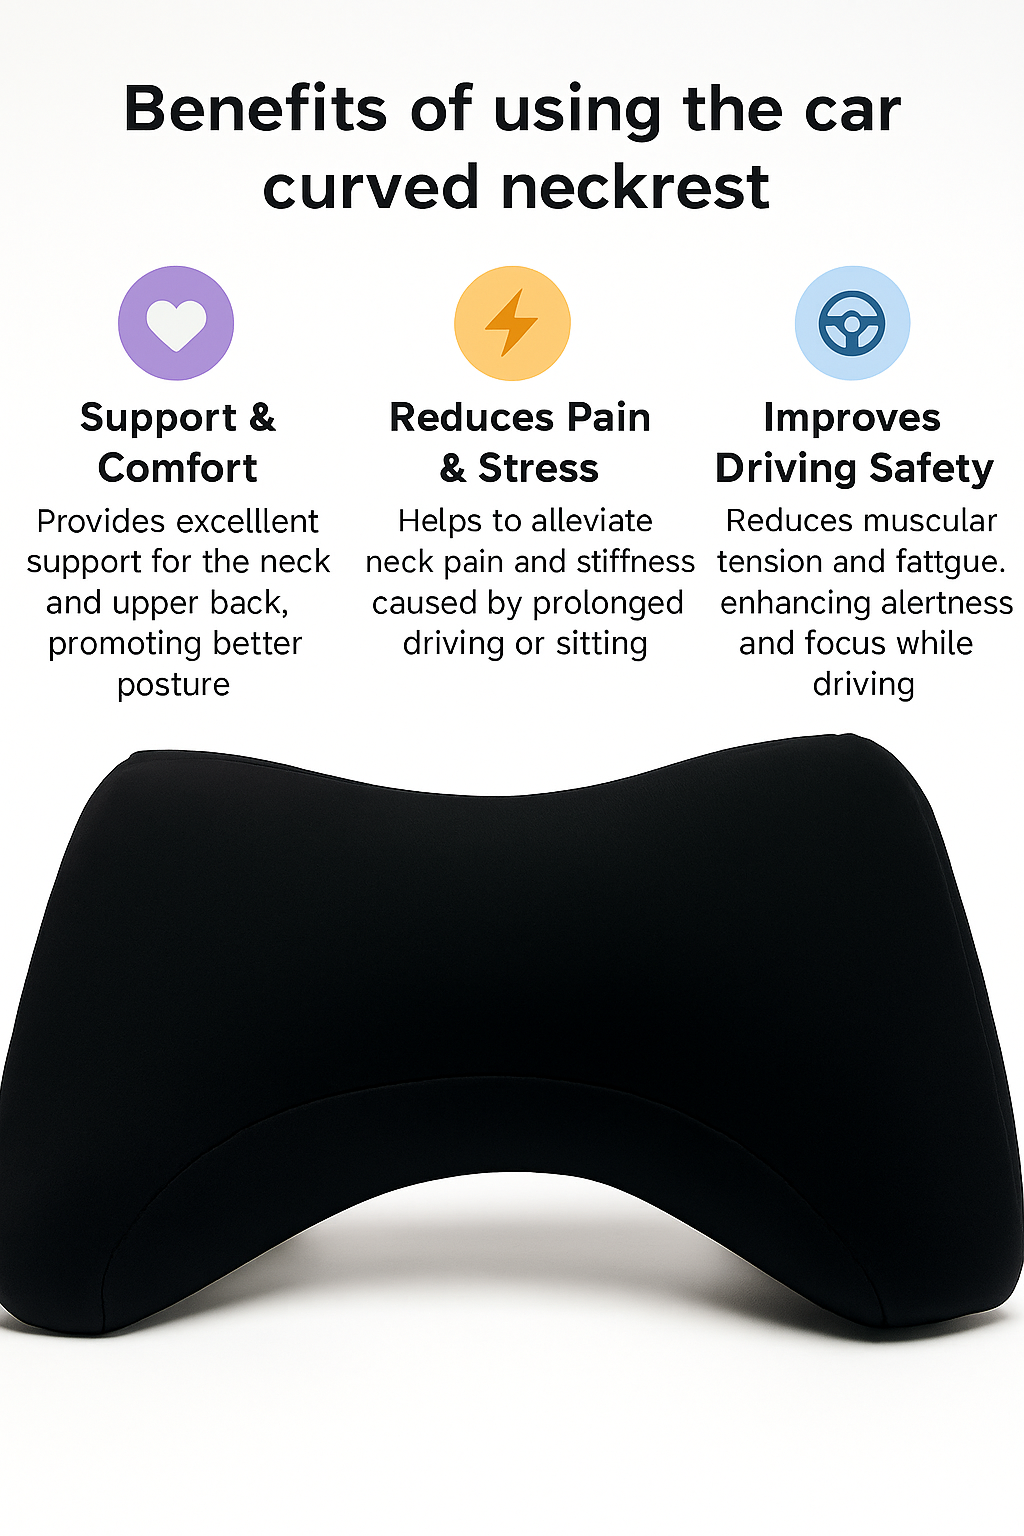 Benefits of using the car
curved neckrest
Support &
Comfort
Provides excelllent
support for the neck
and upper back,
promoting better
posture
Reduces Pain
& Stress
Helps to alleviate
neck pain and stiffness
caused by prolonged
driving or sitting
Improves
Driving Safety
Reduces muscular
tension and fattgue.
enhancing alertness
and focus while
driving